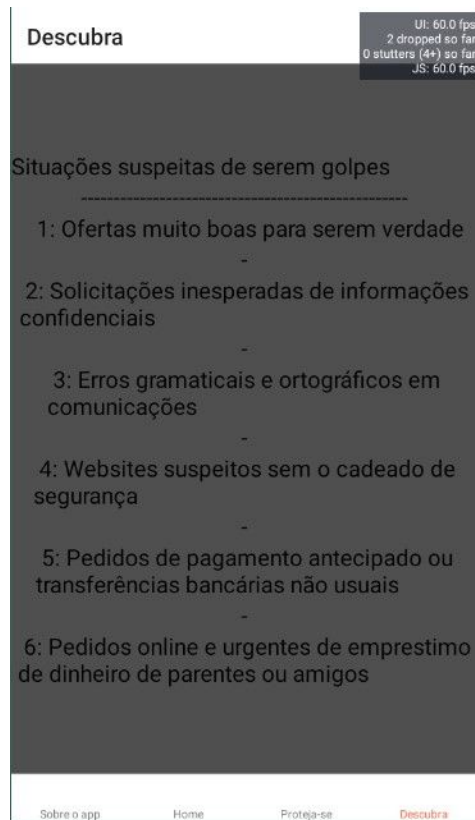 Descubra
UI: 60.0 fps
2 dropped so far
0 stutters (4+) so far
JS: 60.0 fps
Situações suspeitas de serem golpes
--------------------------------------------------
1: Ofertas muito boas para serem verdade
-
2: Solicitações inesperadas de informações
confidenciais
-
3: Erros gramaticais e ortográficos em
comunicações
-
4: Websites suspeitos sem o cadeado de
segurança
-
5: Pedidos de pagamento antecipado ou
transferências bancárias não usuais
-
6: Pedidos online e urgentes de emprestimo
de dinheiro de parentes ou amigos
Sobre o app
Home
Proteja-se
Descubra